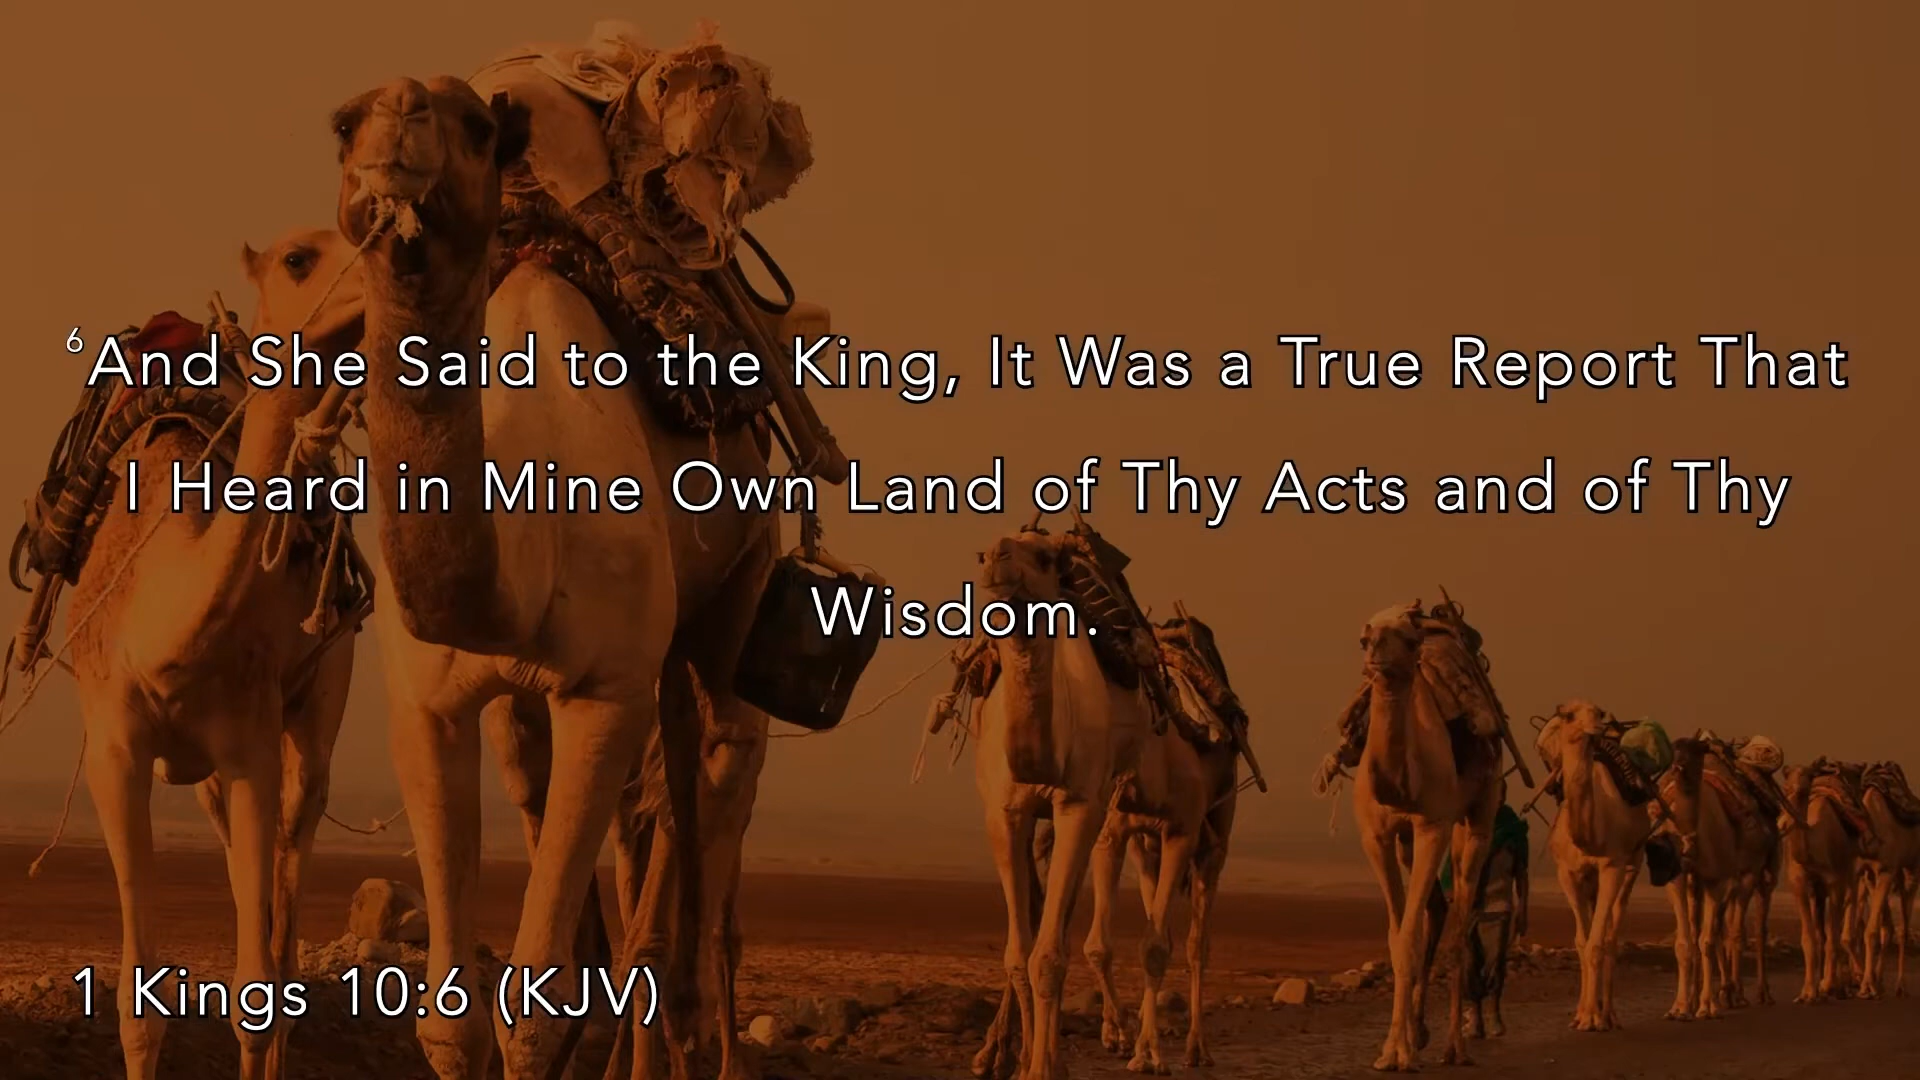 6And She Said to the King, It Was a True Report That
I Heard in Mine Own Land of Thy Acts and of Thy
Wisdom.
1 Kings 10:6 (KJV)